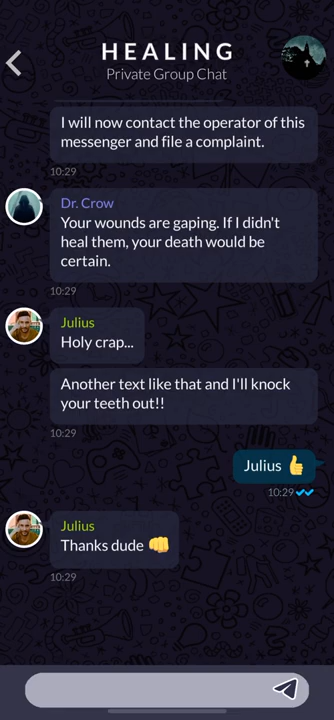 HEALING
Private Group Chat
I will now contact the operator of this
messenger and file a complaint.
10:29
Dr. Crow
Your wounds are gaping. If I didn't
heal them, your death would be
certain.
10:29
Julius
Holy crap...
Another text like that and I'll knock
your teeth out!!
10:29
Julius 👍
10:29
Julius
Thanks dude 👊
10:29